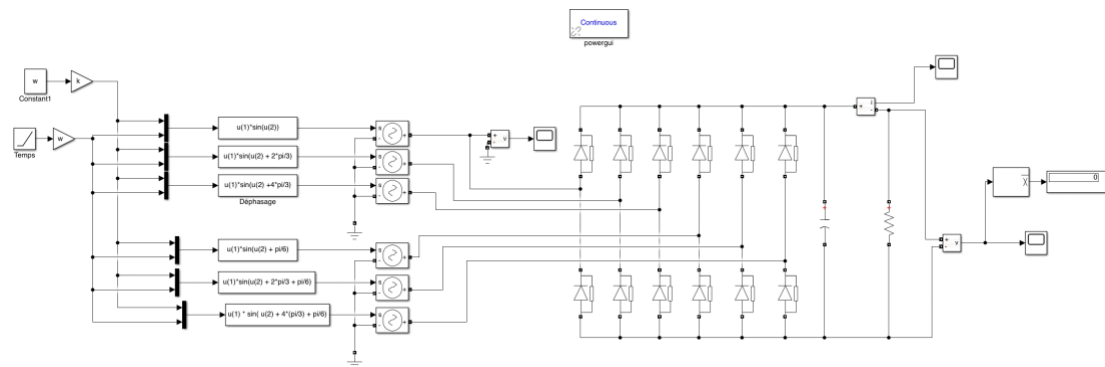 Continuous
powergui
w
Constant1
k
Temps
w
u(1)*sin(u(2))
u(1)*sin(u(2) + 2*pi/3)
u(1)*sin(u(2) +4*pi/3)
Déphasage
u(1)*sin(u(2) + pi/6)
u(1)*sin(u(2) + 2*pi/3 + pi/6)
u(1) * sin( u(2) + 4*(pi/3) + pi/6)
s
s
s
s
s
s
+
-
v
+
-
i
+
-
v
0